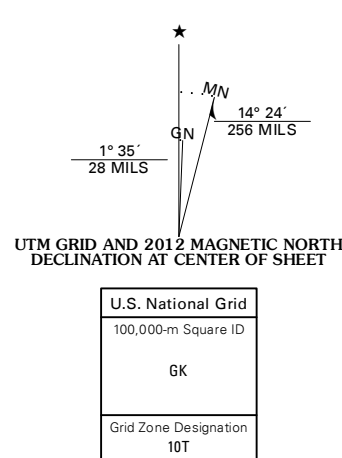 ★
MN
GN
14° 24´
256 MILS
1° 35´
28 MILS
UTM GRID AND 2012 MAGNETIC NORTH
DECLINATION AT CENTER OF SHEET
U.S. National Grid
100,000-m Square ID
GK
Grid Zone Designation
10T